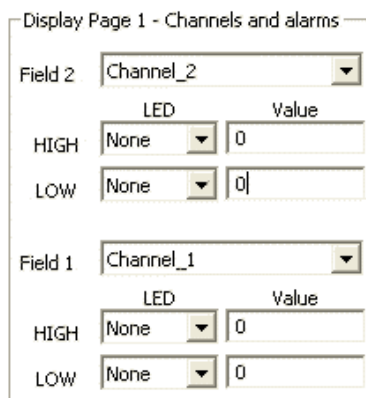 Display Page 1 - Channels and alarms
Field 2 Channel_2
LED Value
HIGH None 0
LOW None 0
Field 1 Channel_1
LED Value
HIGH None 0
LOW None 0